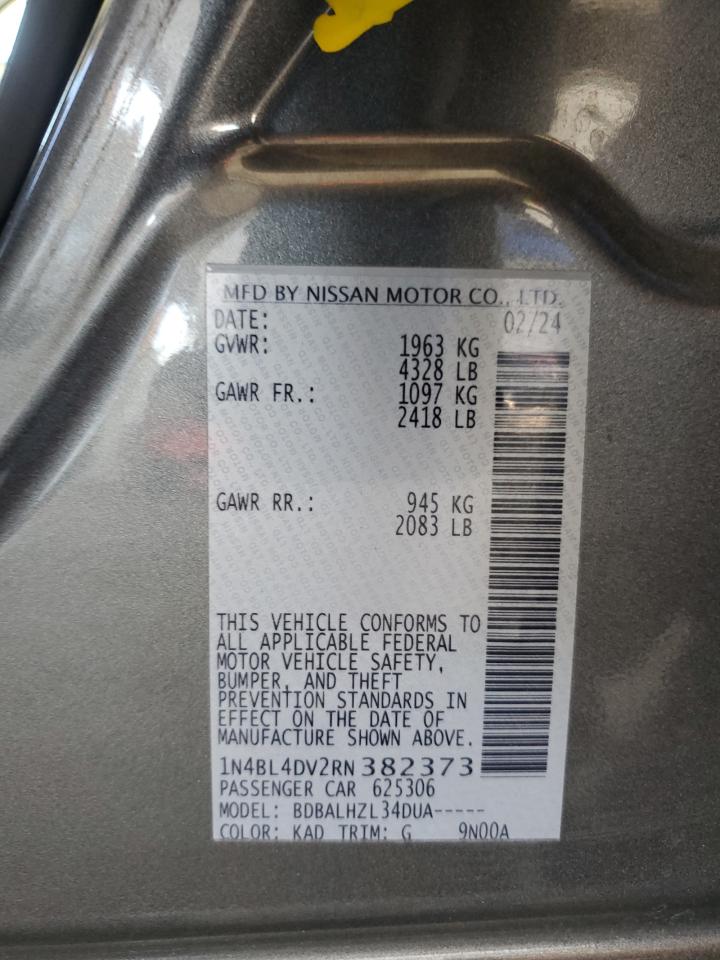 MFD BY NISSAN MOTOR CO., LTD.
DATE: 02/24
GVWR: 1963 KG
4328 LB
GAWR FR.: 1097 KG
2418 LB
GAWR RR.: 945 KG
2083 LB
THIS VEHICLE CONFORMS TO
ALL APPLICABLE FEDERAL
MOTOR VEHICLE SAFETY,
BUMPER, AND THEFT
PREVENTION STANDARDS IN
EFFECT ON THE DATE OF
MANUFACTURE SHOWN ABOVE.
1N4BL4DV2RN382373
PASSENGER CAR 625306
MODEL: BDBALHZL34DUA-----
COLOR: KAD TRIM: G 9N00A